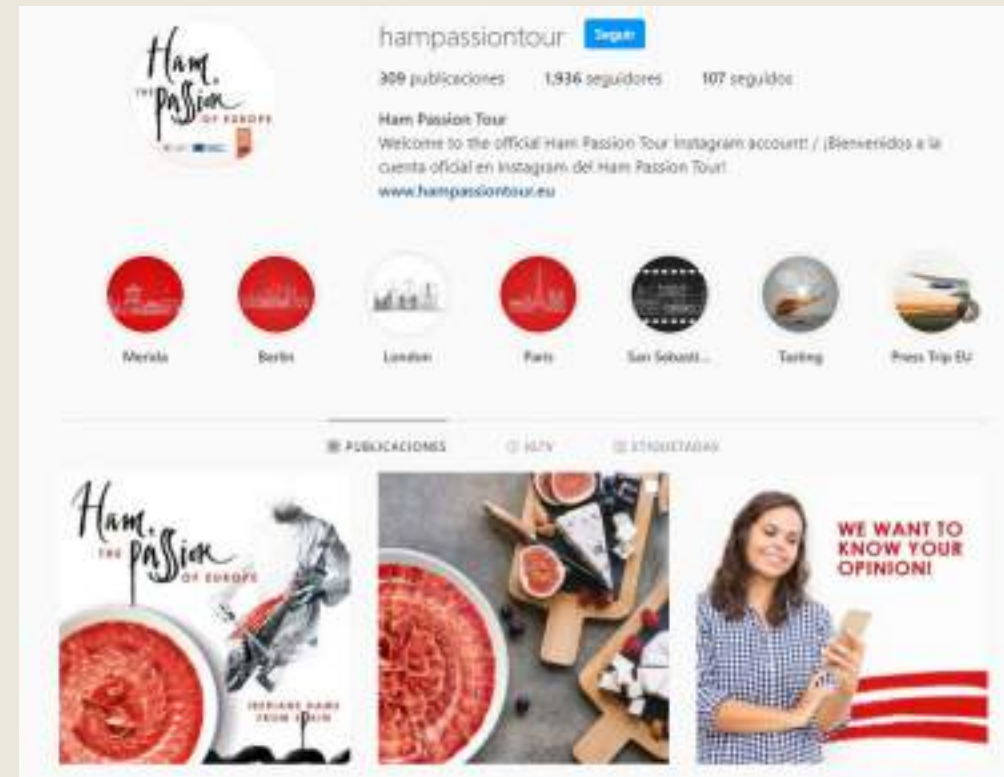 Ham,
THE passion
OF EUROPE
hampassiontour
Seguir
309 publicaciones 1,936 seguidores 107 seguidos
Ham Passion Tour
Welcome to the official Ham Passion Tour Instagram account! / ¡Bienvenidos a la
cuenta oficial en Instagram del Ham Passion Tour!
www.hampassiontour.eu
Merida
Berlin
London
Paris
San Sebasti...
Tasting
Press Trip EU
PUBLICACIONES
IGTV
ETIQUETADAS
Ham,
THE passion
OF EUROPE
IBERIAN HAMS
FROM SPAIN
WE WANT TO
KNOW YOUR
OPINION!